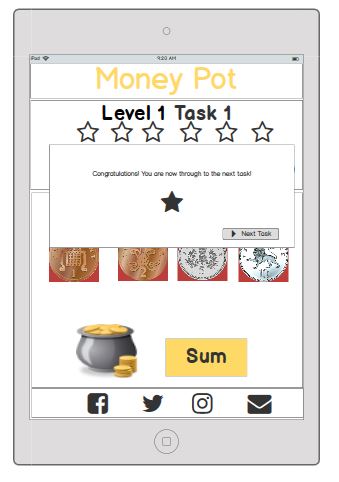 iPad
9:20 AM
Money Pot
Level 1 Task 1
Congratulations! You are now through to the next task!
Next Task
2
Sum